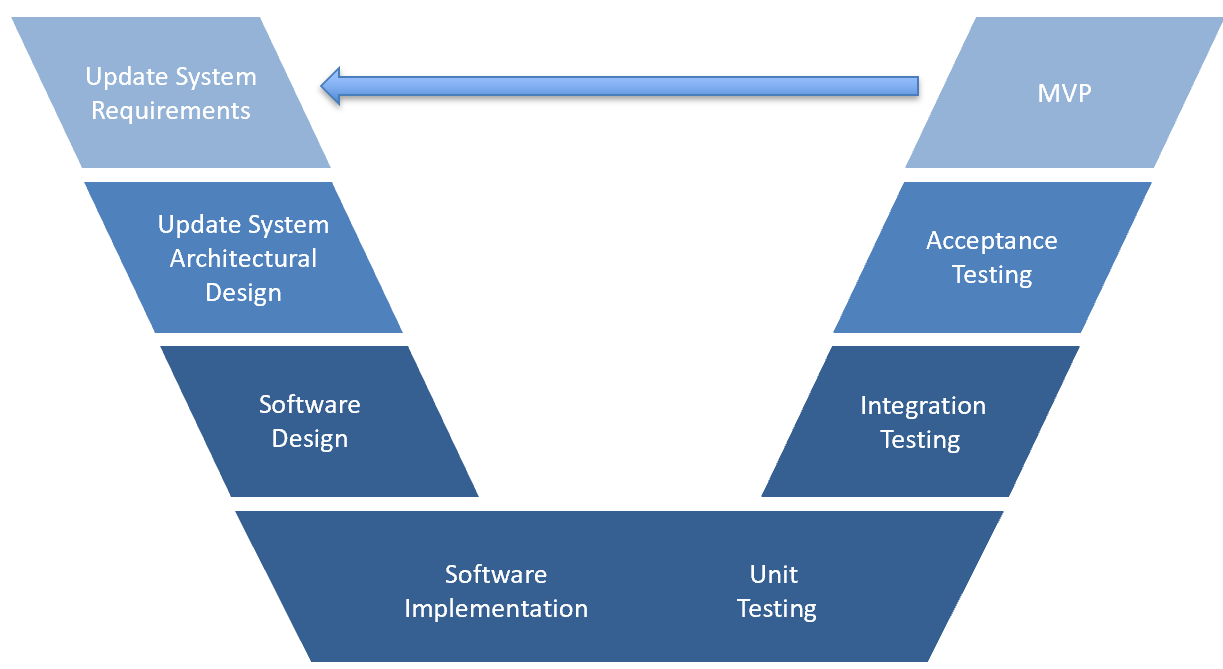 Update System
Requirements
MVP
Update System
Architectural
Design
Acceptance
Testing
Software
Design
Integration
Testing
Software
Implementation
Unit
Testing